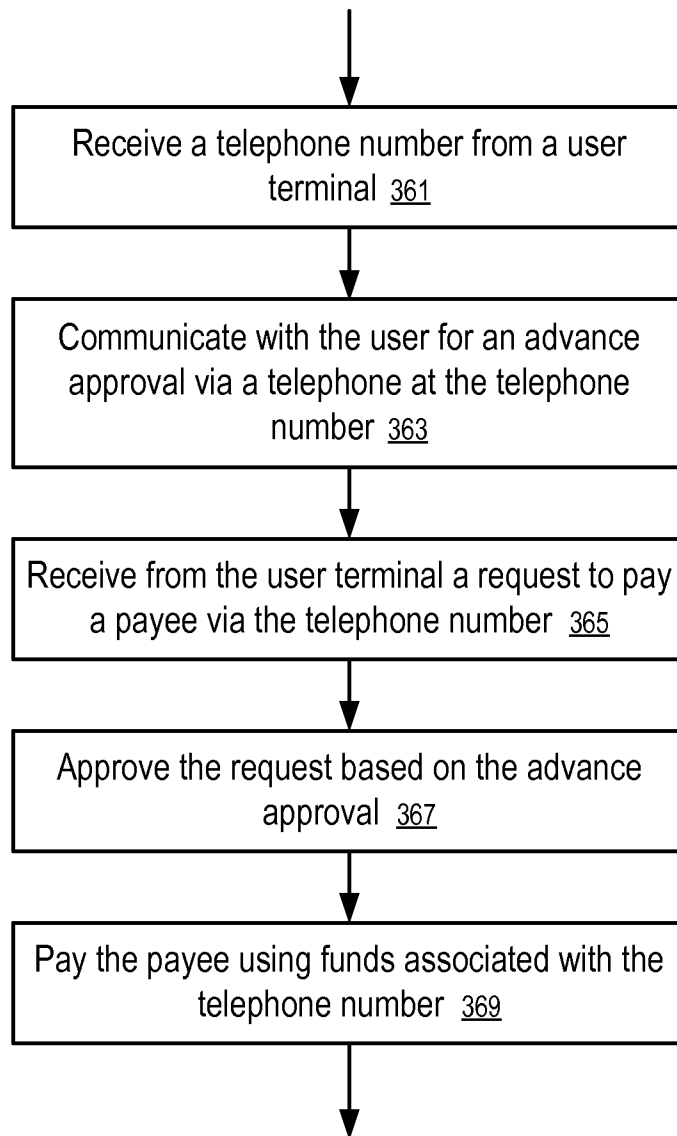 Receive a telephone number from a user
terminal 361
Communicate with the user for an advance
approval via a telephone at the telephone
number 363
Receive from the user terminal a request to pay
a payee via the telephone number 365
Approve the request based on the advance
approval 367
Pay the payee using funds associated with the
telephone number 369